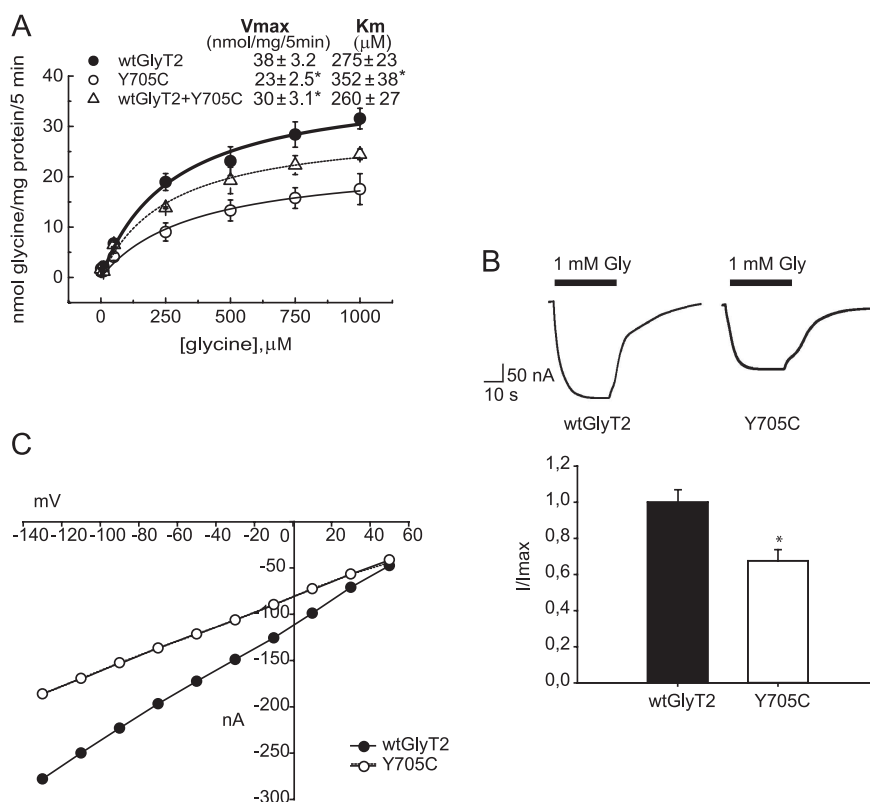 A
Vmax Km
(nmol/mg/5min) (µM)
wtGlyT2 38±3.2 275±23
Y705C 23±2.5* 352±38*
wtGlyT2+Y705C 30±3.1* 260±27
nmol glycine/mg protein/5 min
40
30
20
10
0
0 250 500 750 1000
[glycine],µM
B
1 mM Gly 1 mM Gly
50 nA
10 s
wtGlyT2 Y705C
I/Imax
1,2
1,0
0,8
0,6
0,4
0,2
0,0
*
wtGlyT2 Y705C
C
mV
-140 -120 -100 -80 -60 -40 -20 0 20 40 60
-50
-100
-150
-200
-250
-300
nA
wtGlyT2
Y705C